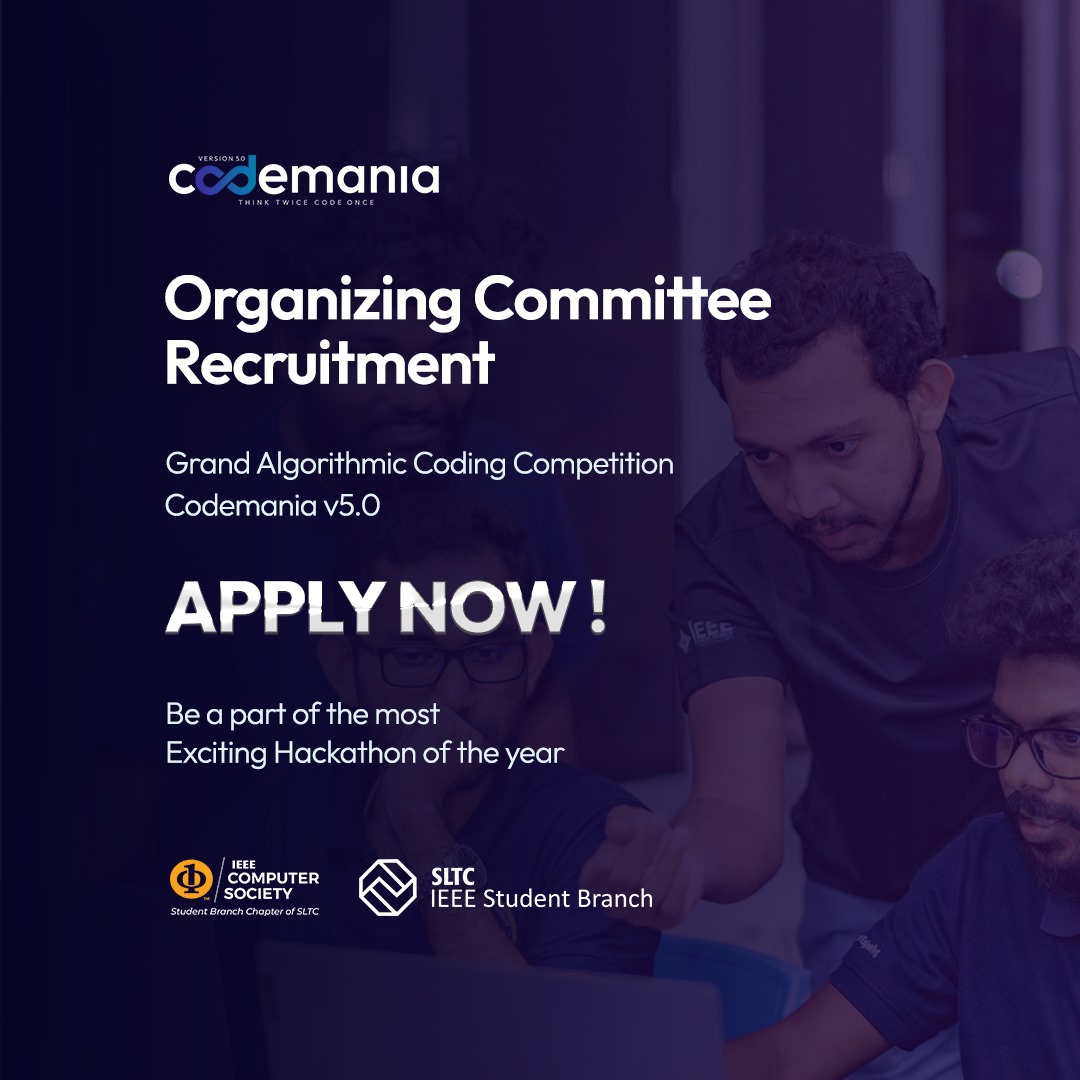 VERSION 5.0
codemania
THINK TWICE CODE ONCE
Organizing Committee
Recruitment
Grand Algorithmic Coding Competition
Codemania v5.0
APPLY NOW !
Be a part of the most
Exciting Hackathon of the year
IEEE
COMPUTER
SOCIETY
TM
Student Branch Chapter of SLTC
SLTC
IEEE Student Branch
IEEE